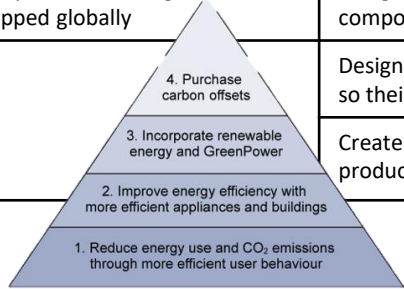 pped globally
compo
Design
so thei
Create
produc
4. Purchase
carbon offsets
3. Incorporate renewable
energy and GreenPower
2. Improve energy efficiency with
more efficient appliances and buildings
1. Reduce energy use and CO₂ emissions
through more efficient user behaviour